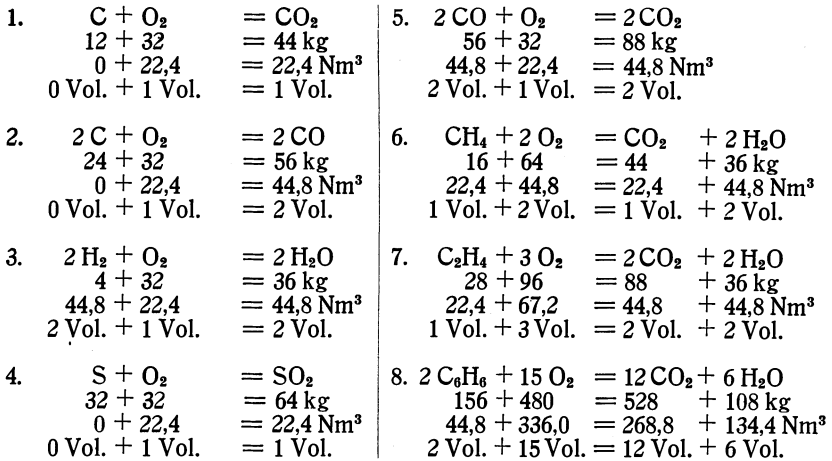 1. C + O₂ = CO₂
12 + 32 = 44 kg
0 + 22,4 = 22,4 Nm³
0 Vol. + 1 Vol. = 1 Vol.
2. 2 C + O₂ = 2 CO
24 + 32 = 56 kg
0 + 22,4 = 44,8 Nm³
0 Vol. + 1 Vol. = 2 Vol.
3. 2 H₂ + O₂ = 2 H₂O
4 + 32 = 36 kg
44,8 + 22,4 = 44,8 Nm³
2 Vol. + 1 Vol. = 2 Vol.
4. S + O₂ = SO₂
32 + 32 = 64 kg
0 + 22,4 = 22,4 Nm³
0 Vol. + 1 Vol. = 1 Vol.
5. 2 CO + O₂ = 2 CO₂
56 + 32 = 88 kg
44,8 + 22,4 = 44,8 Nm³
2 Vol. + 1 Vol. = 2 Vol.
6. CH₄ + 2 O₂ = CO₂ + 2 H₂O
16 + 64 = 44 + 36 kg
22,4 + 44,8 = 22,4 + 44,8 Nm³
1 Vol. + 2 Vol. = 1 Vol. + 2 Vol.
7. C₂H₄ + 3 O₂ = 2 CO₂ + 2 H₂O
28 + 96 = 88 + 36 kg
22,4 + 67,2 = 44,8 + 44,8 Nm³
1 Vol. + 3 Vol. = 2 Vol. + 2 Vol.
8. 2 C₆H₆ + 15 O₂ = 12 CO₂ + 6 H₂O
156 + 480 = 528 + 108 kg
44,8 + 336,0 = 268,8 + 134,4 Nm³
2 Vol. + 15 Vol. = 12 Vol. + 6 Vol.